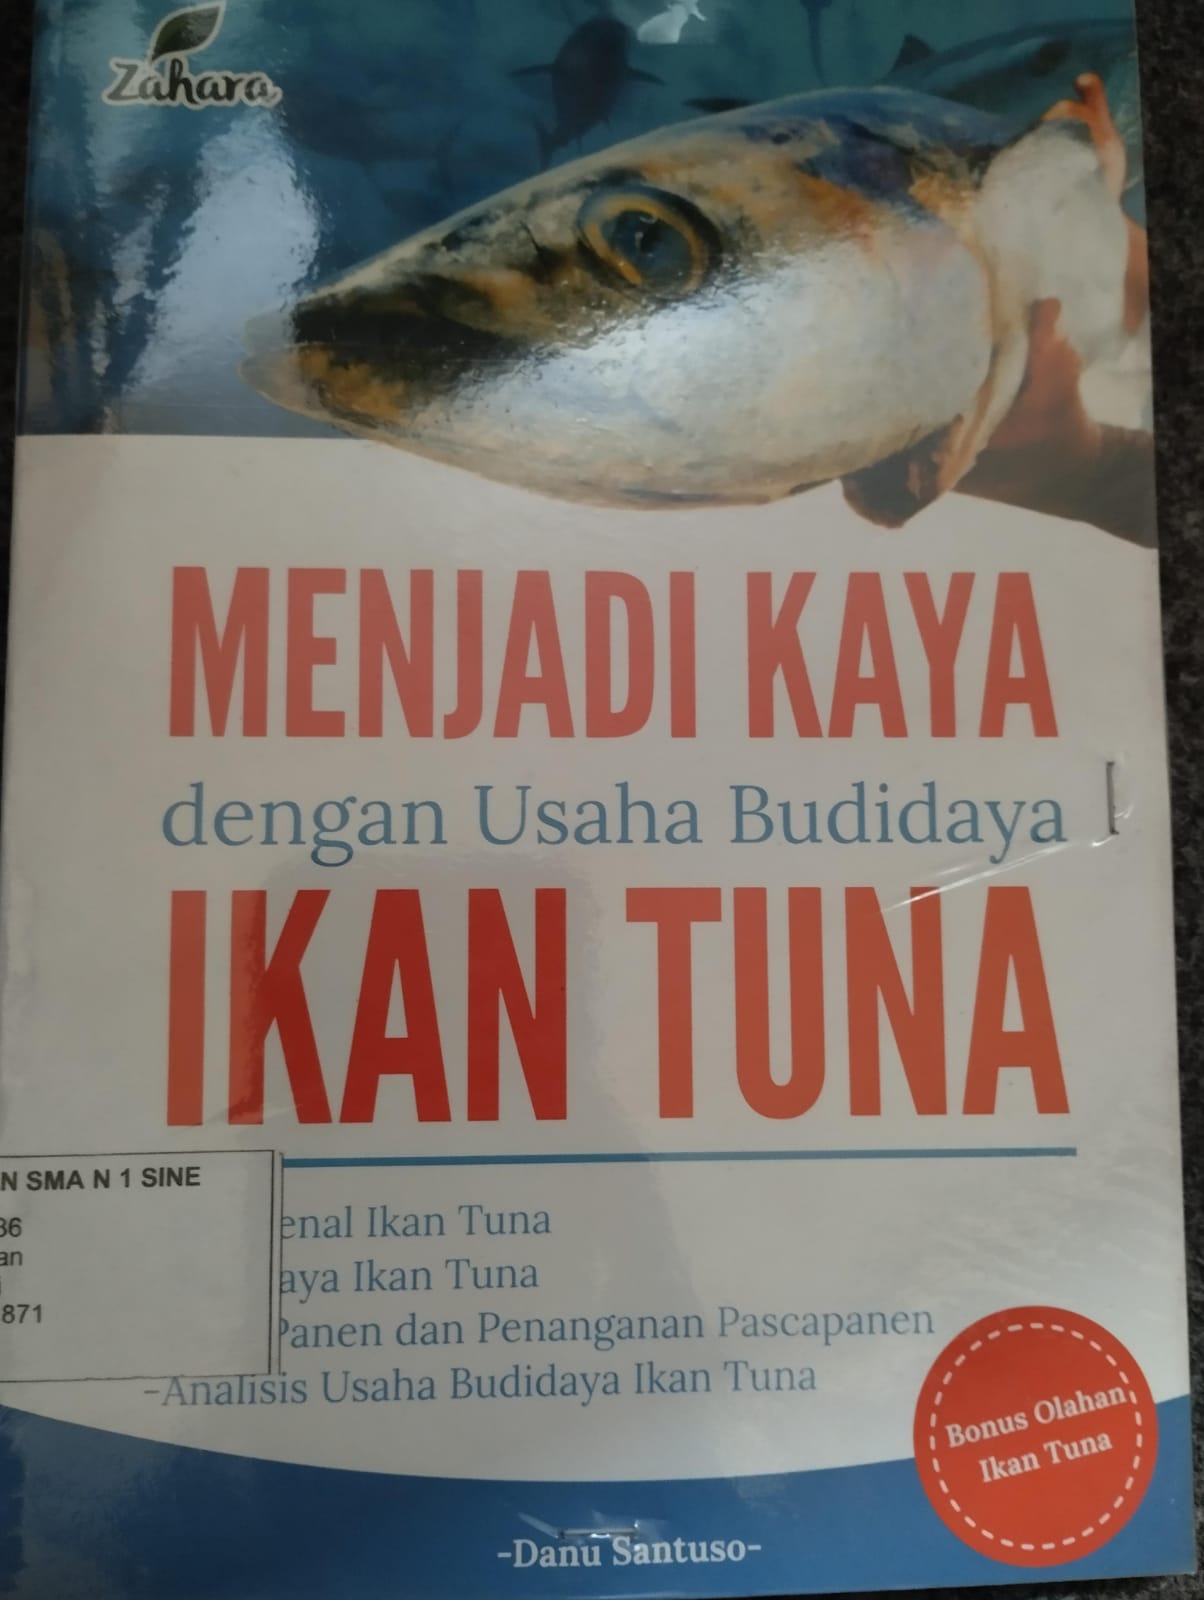 Zahara
MENJADI KAYA
dengan Usaha Budidaya
IKAN TUNA
N SMA N 1 SINE
36
an
871
enal Ikan Tuna
aya Ikan Tuna
Panen dan Penanganan Pascapanen
-Analisis Usaha Budidaya Ikan Tuna
Bonus Olahan
Ikan Tuna
-Danu Santuso-